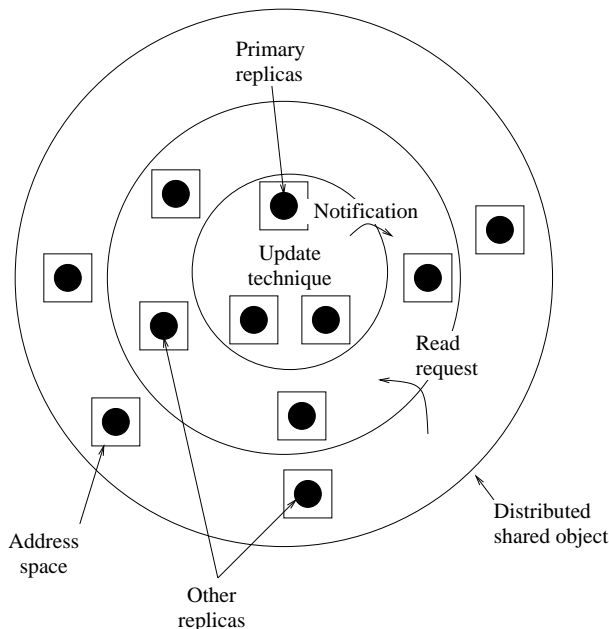 Primary
replicas
Notification
Update
technique
Read
request
Distributed
shared object
Address
space
Other
replicas